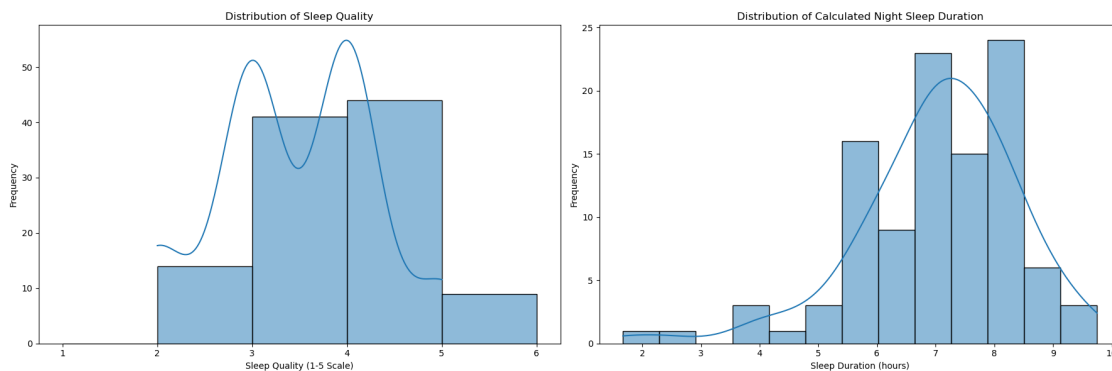 Distribution of Sleep Quality
Frequency
50
40
30
20
10
0
1 2 3 4 5 6
Sleep Quality (1-5 Scale)
Distribution of Calculated Night Sleep Duration
Frequency
25
20
15
10
5
0
2 3 4 5 6 7 8 9 10
Sleep Duration (hours)